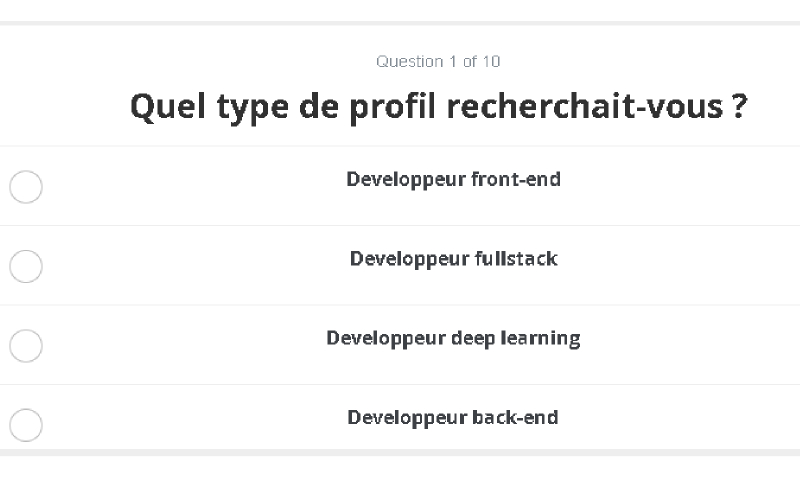 Question 1 of 10
Quel type de profil recherchait-vous ?
Developpeur front-end
Developpeur fullstack
Developpeur deep learning
Developpeur back-end